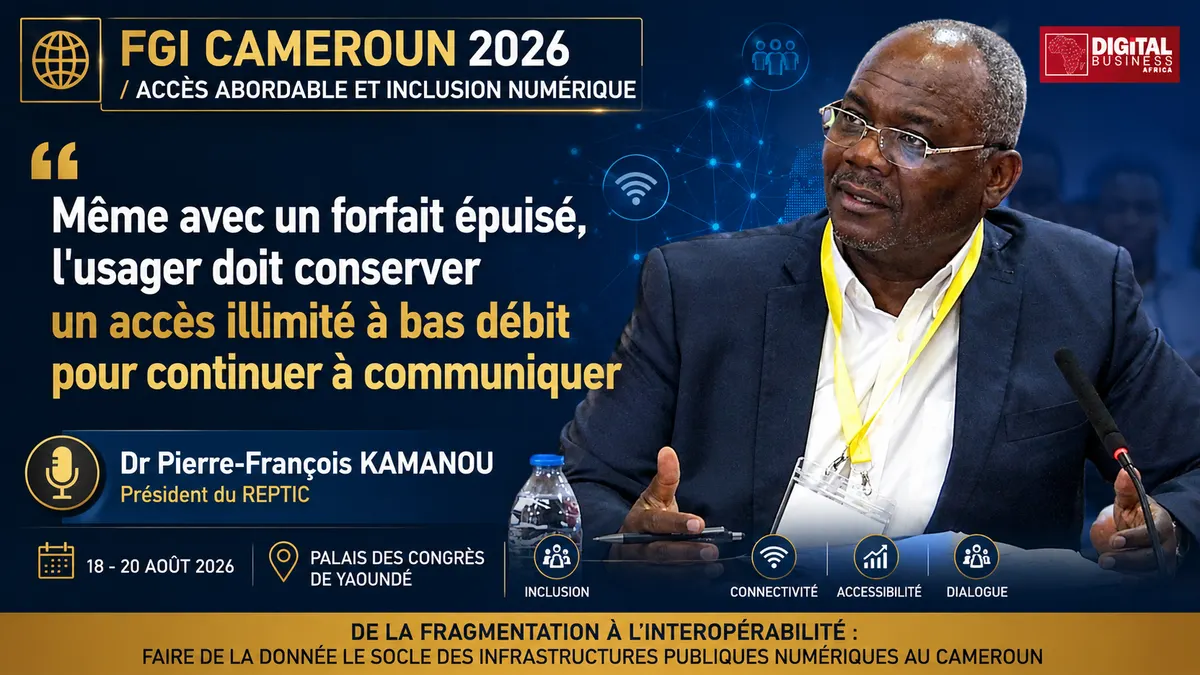 FGI CAMEROUN 2026
/ ACCÈS ABORDABLE ET INCLUSION NUMÉRIQUE
DIGITAL
BUSINESS
AFRICA
“
Même avec un forfait épuisé,
l'usager doit conserver
un accès illimité à bas débit
pour continuer à communiquer
Dr Pierre-François KAMANOU
Président du REPTIC
18 - 20 AOÛT 2026
PALAIS DES CONGRÈS
DE YAOUNDÉ
INCLUSION
CONNECTIVITÉ
ACCESSIBILITÉ
DIALOGUE
DE LA FRAGMENTATION À L’INTEROPÉRABILITÉ :
FAIRE DE LA DONNÉE LE SOCLE DES INFRASTRUCTURES PUBLIQUES NUMÉRIQUES AU CAMEROUN